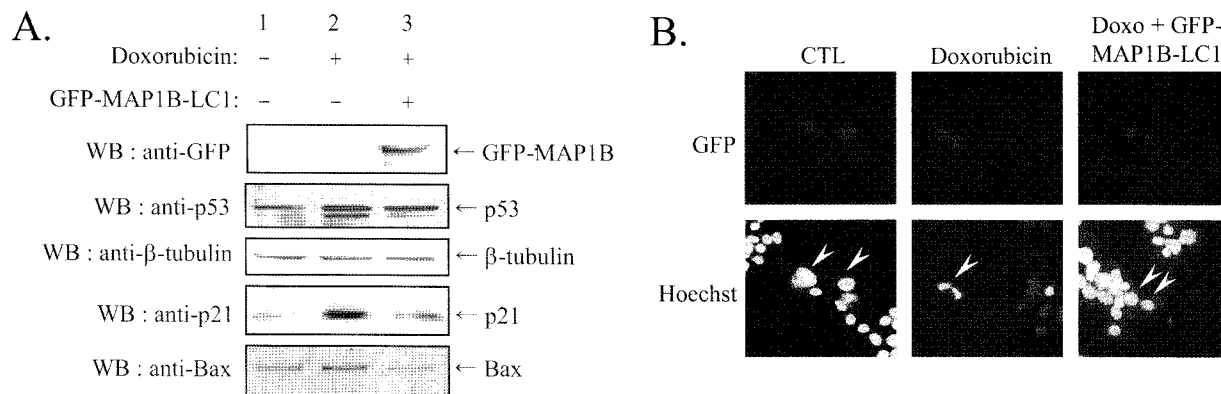 A.
1 2 3
Doxorubicin: – + +
GFP-MAP1B-LC1: – – +
WB : anti-GFP ← GFP-MAP1B
WB : anti-p53 ← p53
WB : anti-β-tubulin ← β-tubulin
WB : anti-p21 ← p21
WB : anti-Bax ← Bax
B.
CTL Doxorubicin Doxo + GFP-
MAP1B-LC1
GFP
Hoechst